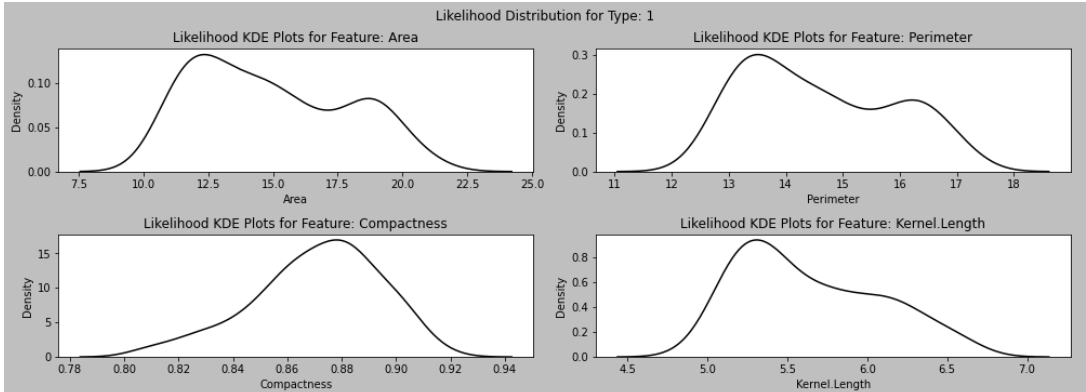 Likelihood Distribution for Type: 1
Likelihood KDE Plots for Feature: Area
Density
0.10
0.05
0.00
7.5 10.0 12.5 15.0 17.5 20.0 22.5 25.0
Area
Likelihood KDE Plots for Feature: Perimeter
Density
0.3
0.2
0.1
0.0
11 12 13 14 15 16 17 18
Perimeter
Likelihood KDE Plots for Feature: Compactness
Density
15
10
5
0
0.78 0.80 0.82 0.84 0.86 0.88 0.90 0.92 0.94
Compactness
Likelihood KDE Plots for Feature: Kernel.Length
Density
0.8
0.6
0.4
0.2
0.0
4.5 5.0 5.5 6.0 6.5 7.0
Kernel.Length